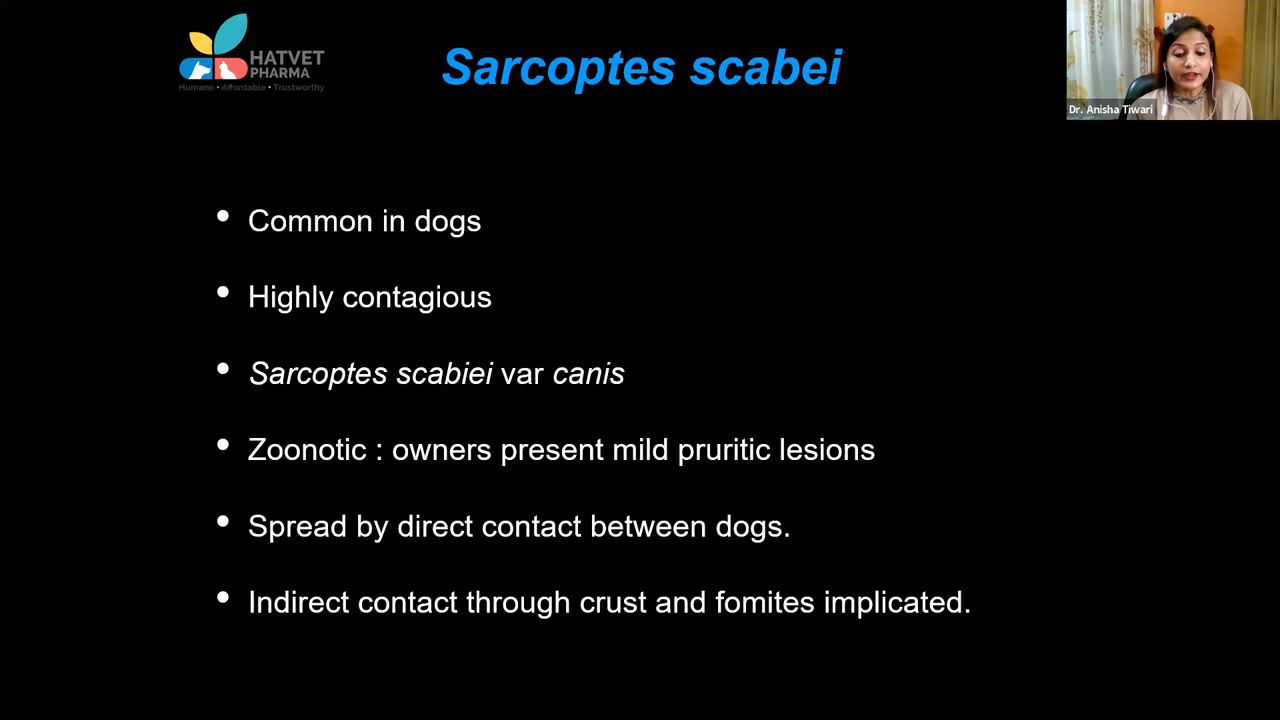 HATVET
PHARMA
Humane • Affordable • Trustworthy
Sarcoptes scabei
Dr. Anisha Tiwari
• Common in dogs
• Highly contagious
• Sarcoptes scabiei var canis
• Zoonotic : owners present mild pruritic lesions
• Spread by direct contact between dogs.
• Indirect contact through crust and fomites implicated.